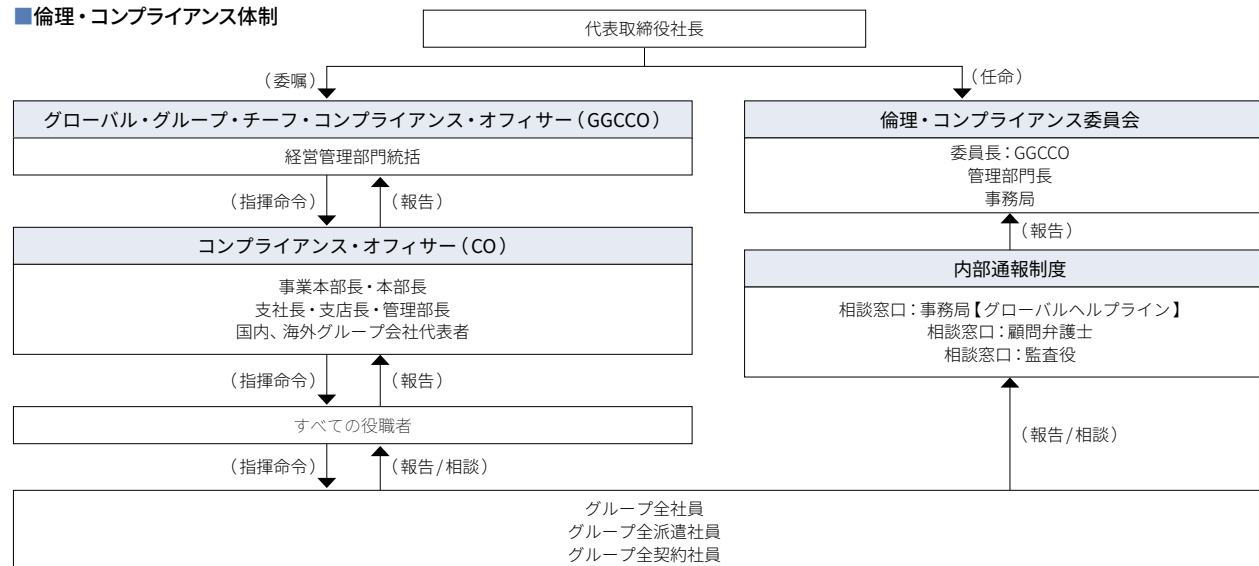 ■倫理・コンプライアンス体制
代表取締役社長
（委嘱）
（任命）
グローバル・グループ・チーフ・コンプライアンス・オフィサー（GGCCO）
経営管理部門統括
倫理・コンプライアンス委員会
委員長：GGCCO
管理部門長
事務局
（指揮命令）
（報告）
（報告）
コンプライアンス・オフィサー（CO）
事業本部長・本部長
支社長・支店長・管理部長
国内、海外グループ会社代表者
内部通報制度
相談窓口：事務局【グローバルヘルプライン】
相談窓口：顧問弁護士
相談窓口：監査役
（指揮命令）
（報告）
すべての役職者
（報告/相談）
（指揮命令）
（報告/相談）
グループ全社員
グループ全派遣社員
グループ全契約社員